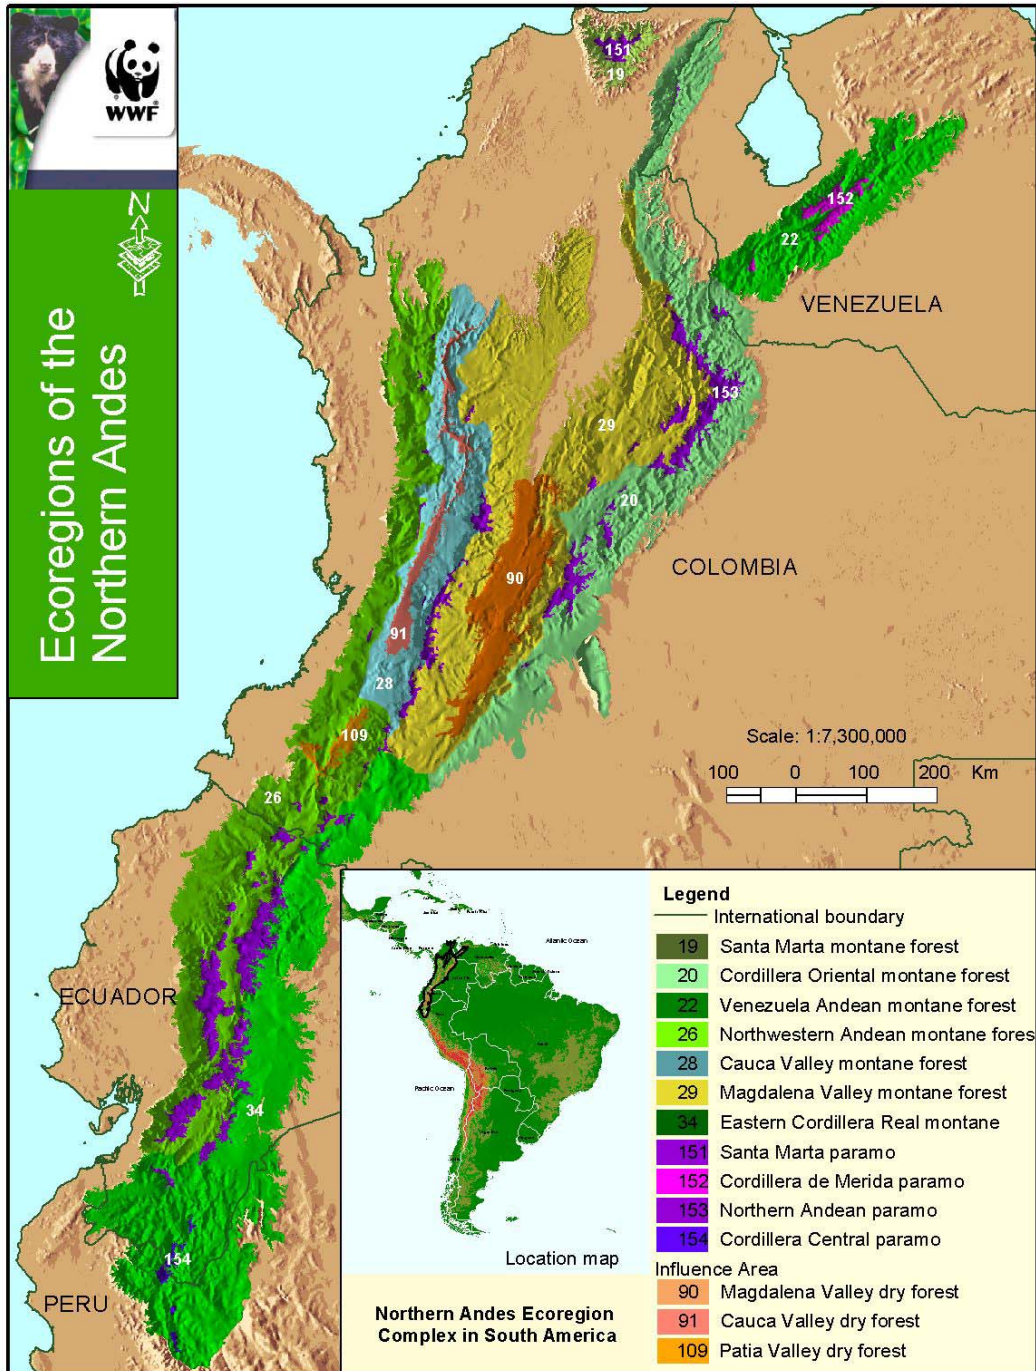 WWF
N
Ecoregions of the
Northern Andes
151
19
152
22
VENEZUELA
153
29
20
90
COLOMBIA
91
28
109
26
Scale: 1:7,300,000
100 0 100 200 Km
ECUADOR
34
154
PERU
Atlantic Ocean
Pacific Ocean
Location map
Northern Andes Ecoregion
Complex in South America
Legend
International boundary
19 Santa Marta montane forest
20 Cordillera Oriental montane forest
22 Venezuela Andean montane forest
26 Northwestern Andean montane fores
28 Cauca Valley montane forest
29 Magdalena Valley montane forest
34 Eastern Cordillera Real montane
151 Santa Marta paramo
152 Cordillera de Merida paramo
153 Northern Andean paramo
154 Cordillera Central paramo
Influence Area
90 Magdalena Valley dry forest
91 Cauca Valley dry forest
109 Patia Valley dry forest